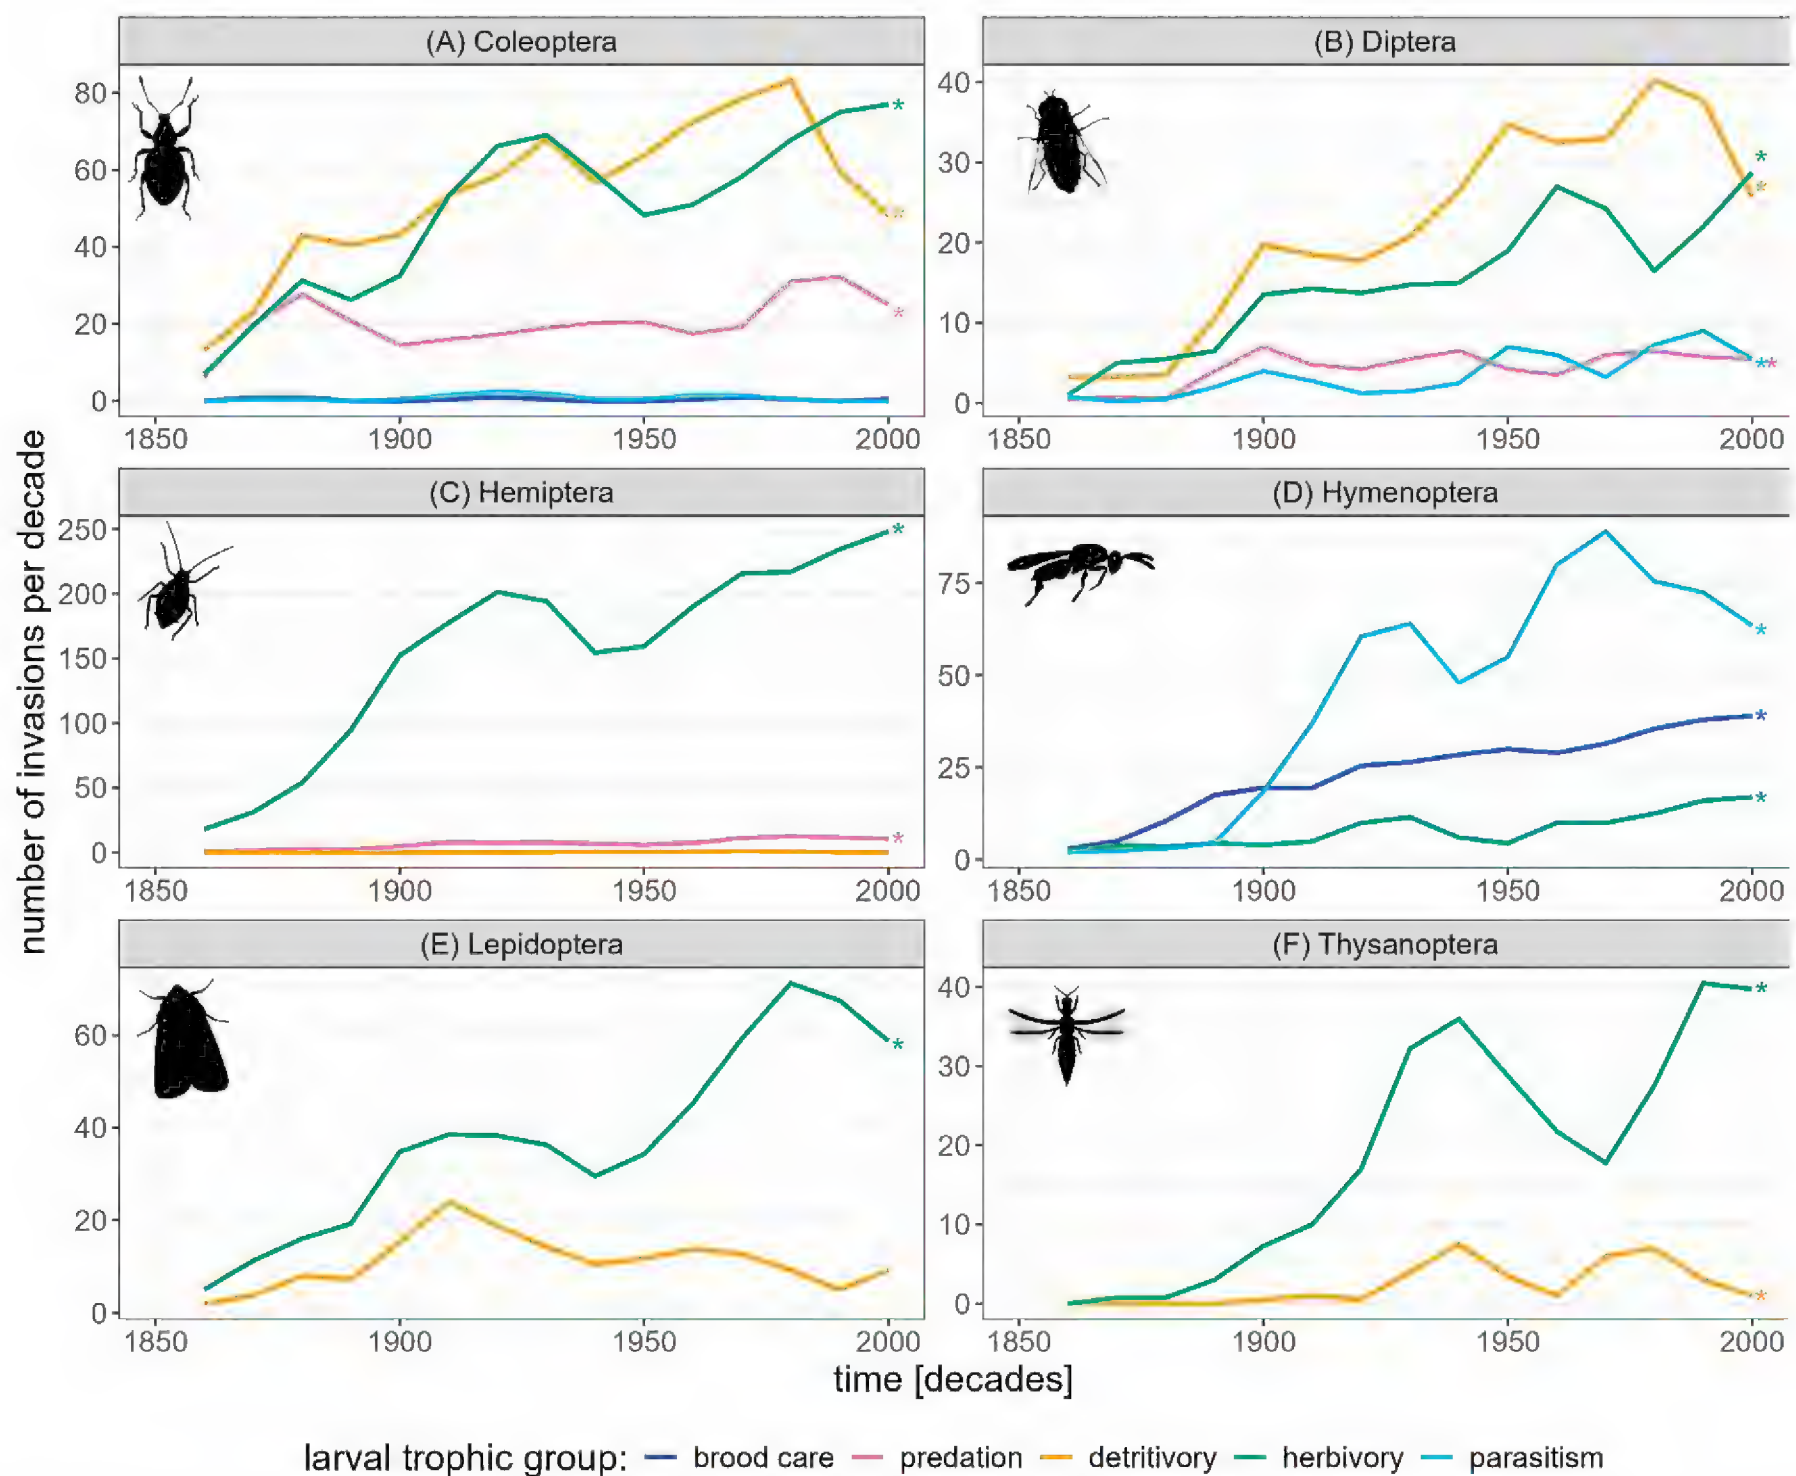 (A) Coleoptera
(B) Diptera
80
60
40
20
0
*
*
*
1850 1900 1950 2000
40
30
20
10
0
*
*
**
1850 1900 1950 2000
number of invasions per decade
(C) Hemiptera
(D) Hymenoptera
250
200
150
100
50
0
*
*
1850 1900 1950 2000
75
50
25
0
*
*
*
1850 1900 1950 2000
(E) Lepidoptera
(F) Thysanoptera
60
40
20
0
*
1850 1900 1950 2000
40
30
20
10
0
*
*
1850 1900 1950 2000
time [decades]
larval trophic group: brood care predation detritivory herbivory parasitism